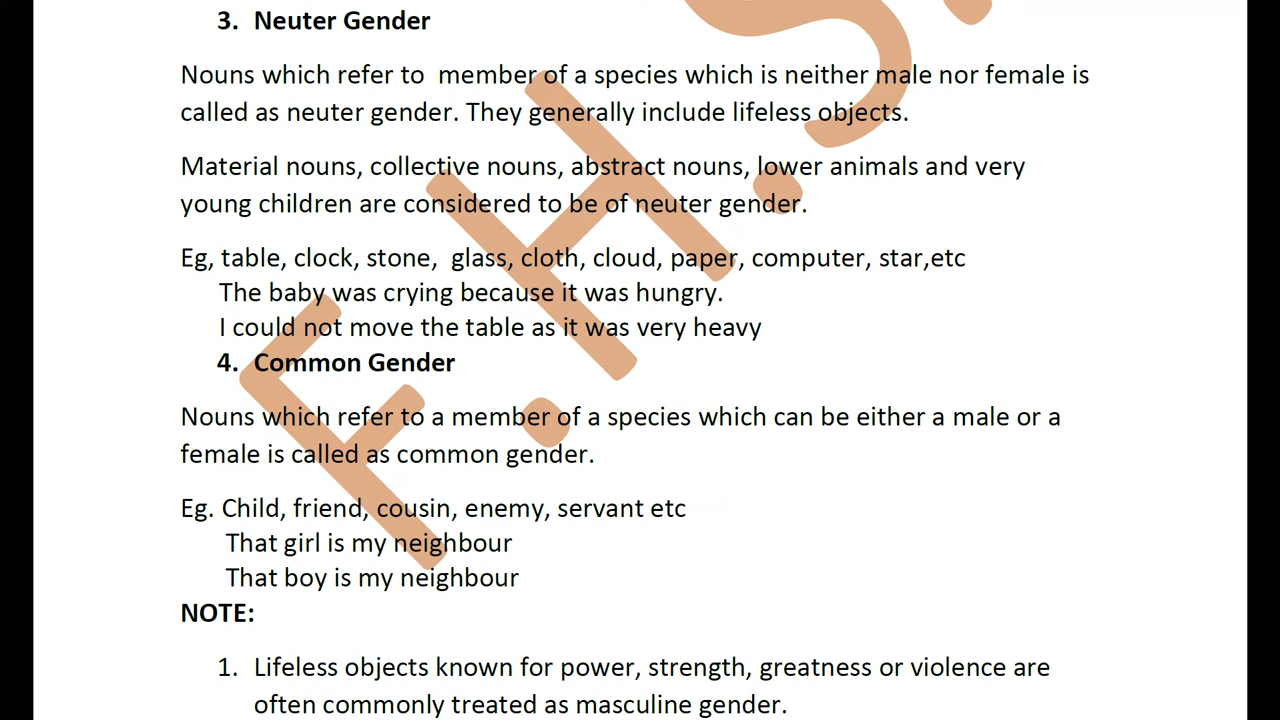 3. Neuter Gender
Nouns which refer to  member of a species which is neither male nor female is
called as neuter gender. They generally include lifeless objects.
Material nouns, collective nouns, abstract nouns, lower animals and very
young children are considered to be of neuter gender.
Eg, table, clock, stone,  glass, cloth, cloud, paper, computer, star,etc
The baby was crying because it was hungry.
I could not move the table as it was very heavy
4. Common Gender
Nouns which refer to a member of a species which can be either a male or a
female is called as common gender.
Eg. Child, friend, cousin, enemy, servant etc
That girl is my neighbour
That boy is my neighbour
NOTE:
1. Lifeless objects known for power, strength, greatness or violence are
often commonly treated as masculine gender.
F.H.S.